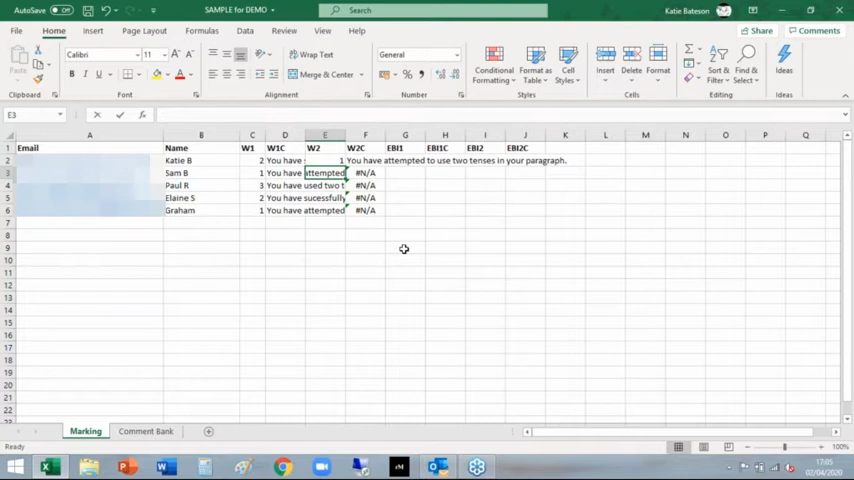 AutoSave Off SAMPLE for DEMO Search Katie Bateson
File Home Insert Page Layout Formulas Data Review View Help Share Comments
Calibri 11 A A Wrap Text General
Paste B I U A Merge & Center % 9 Conditional Formatting Format as Table Cell Styles Insert Delete Format Sort & Filter Find & Select Ideas
Clipboard Font Alignment Number Styles Cells Editing Ideas
E3 fx
A B C D E F G H I J K L M N O P Q
1 Email Name W1 W1C W2 W2C EBI1 EBI1C EBI2 EBI2C
2 Katie B 2 You have 1 You have attempted to use two tenses in your paragraph.
3 Sam B 1 You have attempted #N/A
4 Paul R 3 You have used two t #N/A
5 Elaine S 2 You have sucessfully #N/A
6 Graham 1 You have attempted #N/A
7
8
9
10
11
12
13
14
15
16
17
18
19
20
21
22
Marking Comment Bank
Ready 100%
17:05
02/04/2020